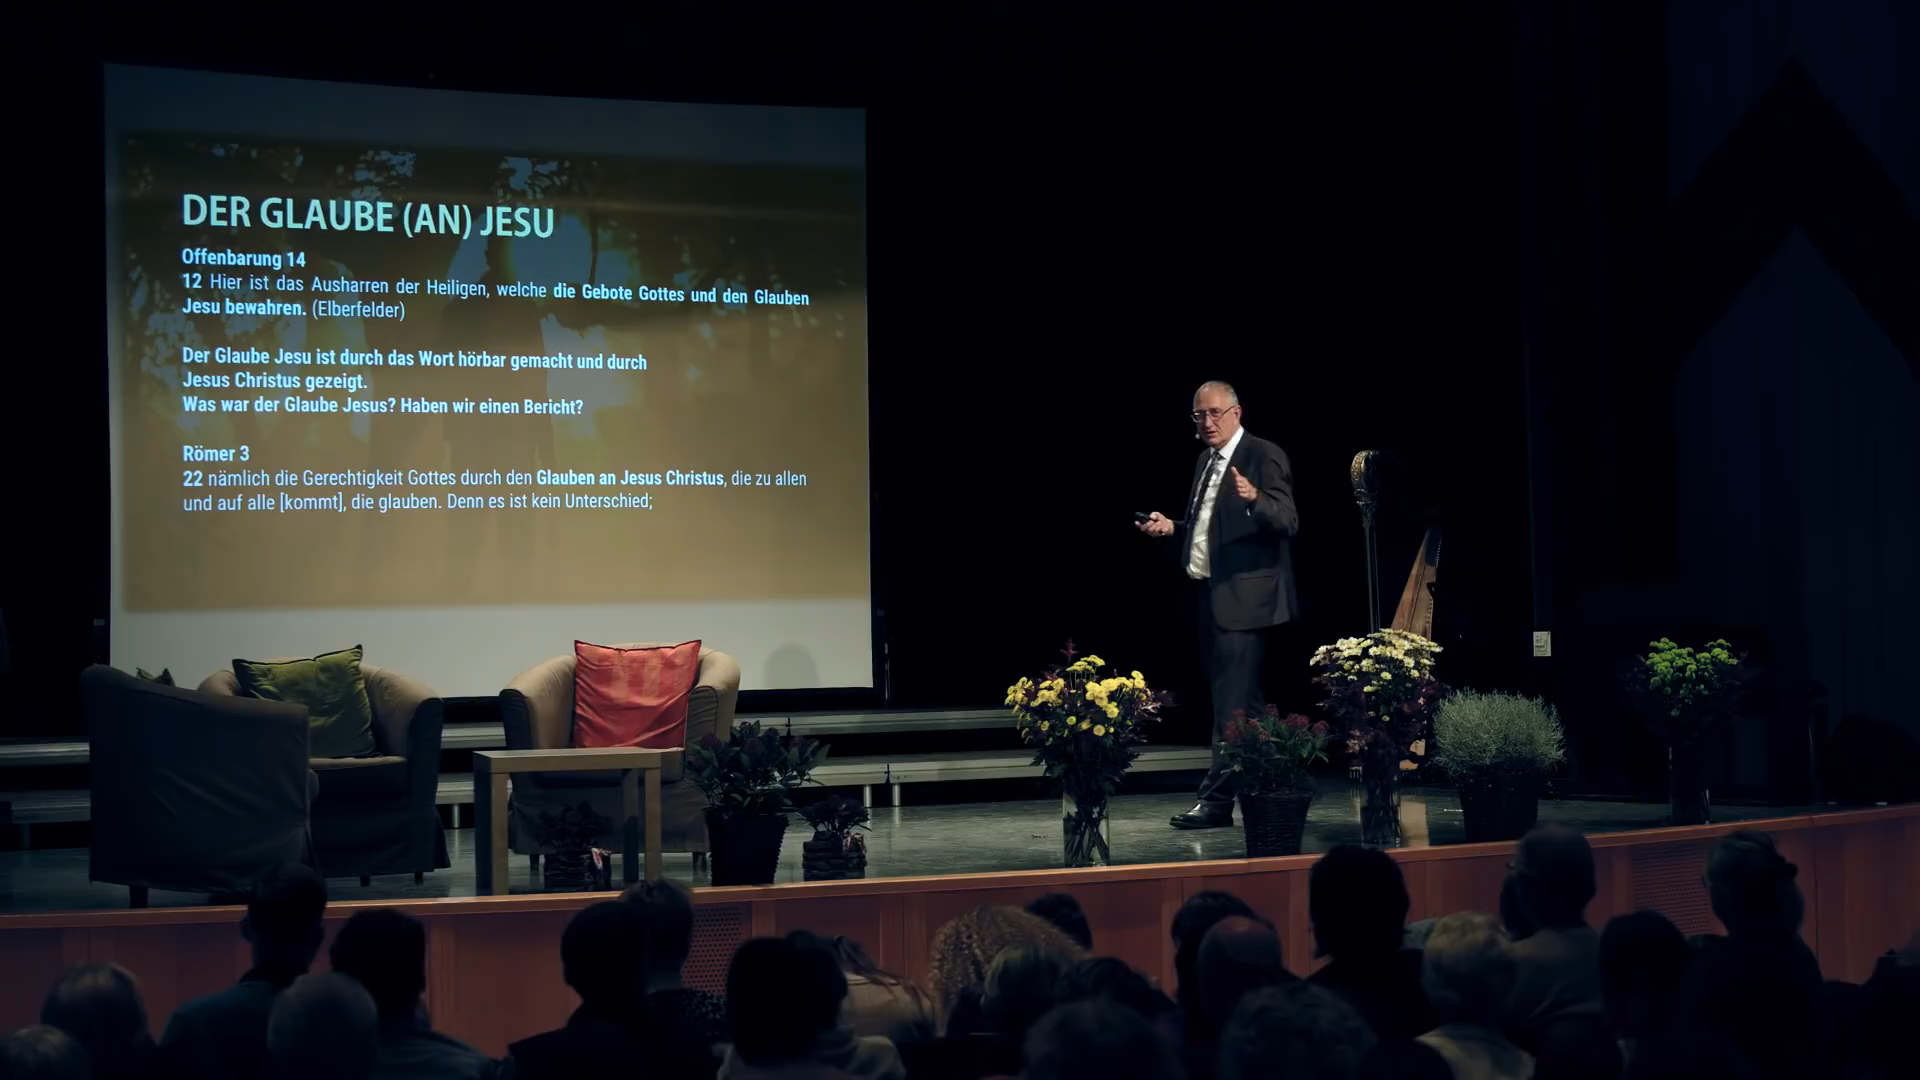 DER GLAUBE (AN) JESU
Offenbarung 14
12 Hier ist das Ausharren der Heiligen, welche die Gebote Gottes und den Glauben
Jesu bewahren. (Elberfelder)
Der Glaube Jesu ist durch das Wort hörbar gemacht und durch
Jesus Christus gezeigt.
Was war der Glaube Jesus? Haben wir einen Bericht?
Römer 3
22 nämlich die Gerechtigkeit Gottes durch den Glauben an Jesus Christus, die zu allen
und auf alle [kommt], die glauben. Denn es ist kein Unterschied;